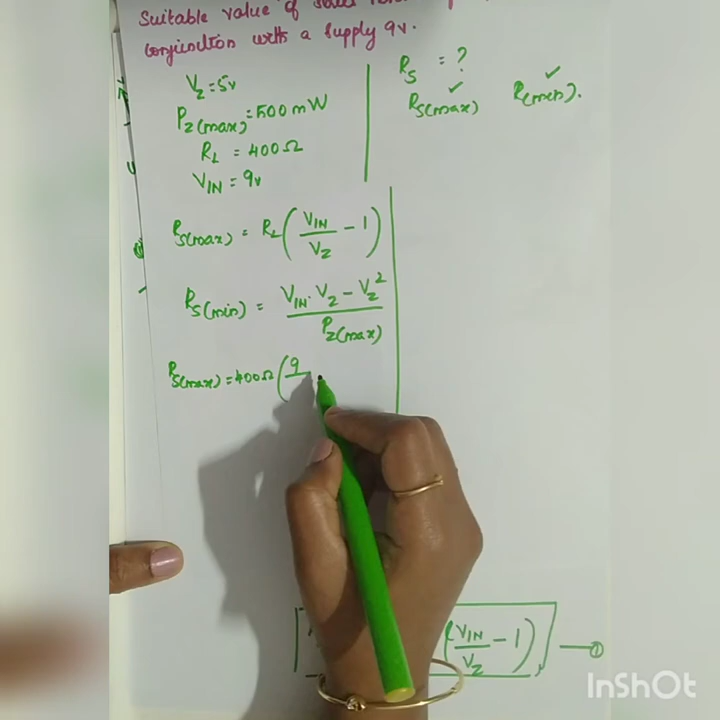 Suitable value of
conjunction with a supply 9v.
Vz = 5v
Pz(max) = 500 mW
RL = 400Ω
VIN = 9v
Rs = ?
Rs(max) ✓ R(min). ✓
Rs(max) = RL (VIN/Vz - 1)
Rs(min) = VIN. Vz - Vz²/Pz(max)
Rs(max) = 400Ω (9
(VIN/Vz - 1) — ①
InShOt